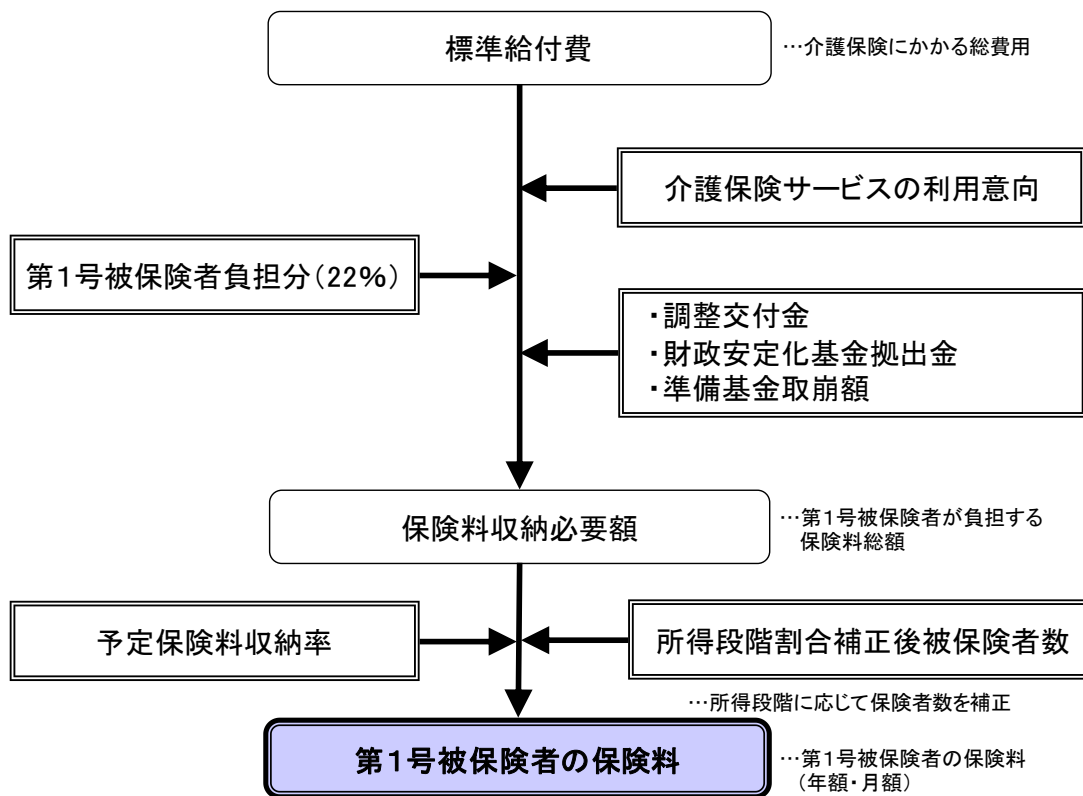 標準給付費
…介護保険にかかる総費用
介護保険サービスの利用意向
第1号被保険者負担分(22%)
・調整交付金
・財政安定化基金拠出金
・準備基金取崩額
保険料収納必要額
…第1号被保険者が負担する
保険料総額
予定保険料収納率
所得段階割合補正後被保険者数
…所得段階に応じて保険者数を補正
第1号被保険者の保険料
…第1号被保険者の保険料
(年額・月額)